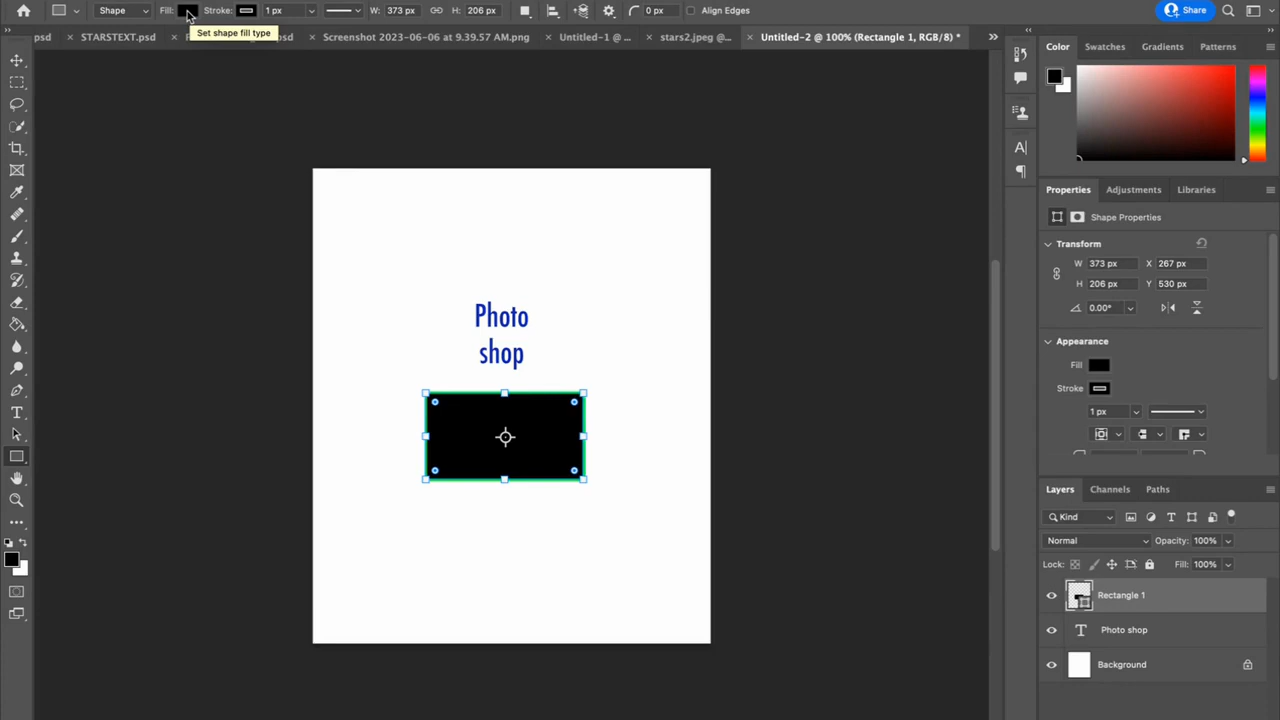 Shape Fill: Stroke: 1 px W: 373 px H: 206 px 0 px Align Edges Share
Set shape fill type
psd × STARSTEXT.psd × sd × Screenshot 2023-06-06 at 9.39.57 AM.png × Untitled-1 @ ... × stars2.jpeg @... × Untitled-2 @ 100% (Rectangle 1, RGB/8) *
Color Swatches Gradients Patterns
Properties Adjustments Libraries
Shape Properties
Transform
W 373 px X 267 px
H 206 px Y 530 px
0.00°
Appearance
Fill
Stroke
1 px
Photo
shop
Layers Channels Paths
Kind
Normal Opacity: 100%
Lock: Fill: 100%
Rectangle 1
Photo shop
Background